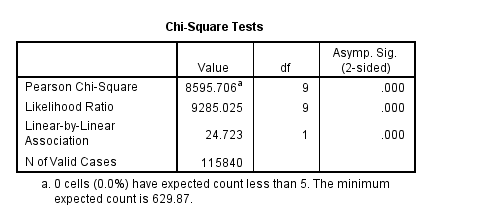 Chi-Square Tests
Value df Asymp. Sig. (2-sided)
Pearson Chi-Square 8595.706a 9 .000
Likelihood Ratio 9285.025 9 .000
Linear-by-Linear Association 24.723 1 .000
N of Valid Cases 115840
a. 0 cells (0.0%) have expected count less than 5. The minimum
expected count is 629.87.